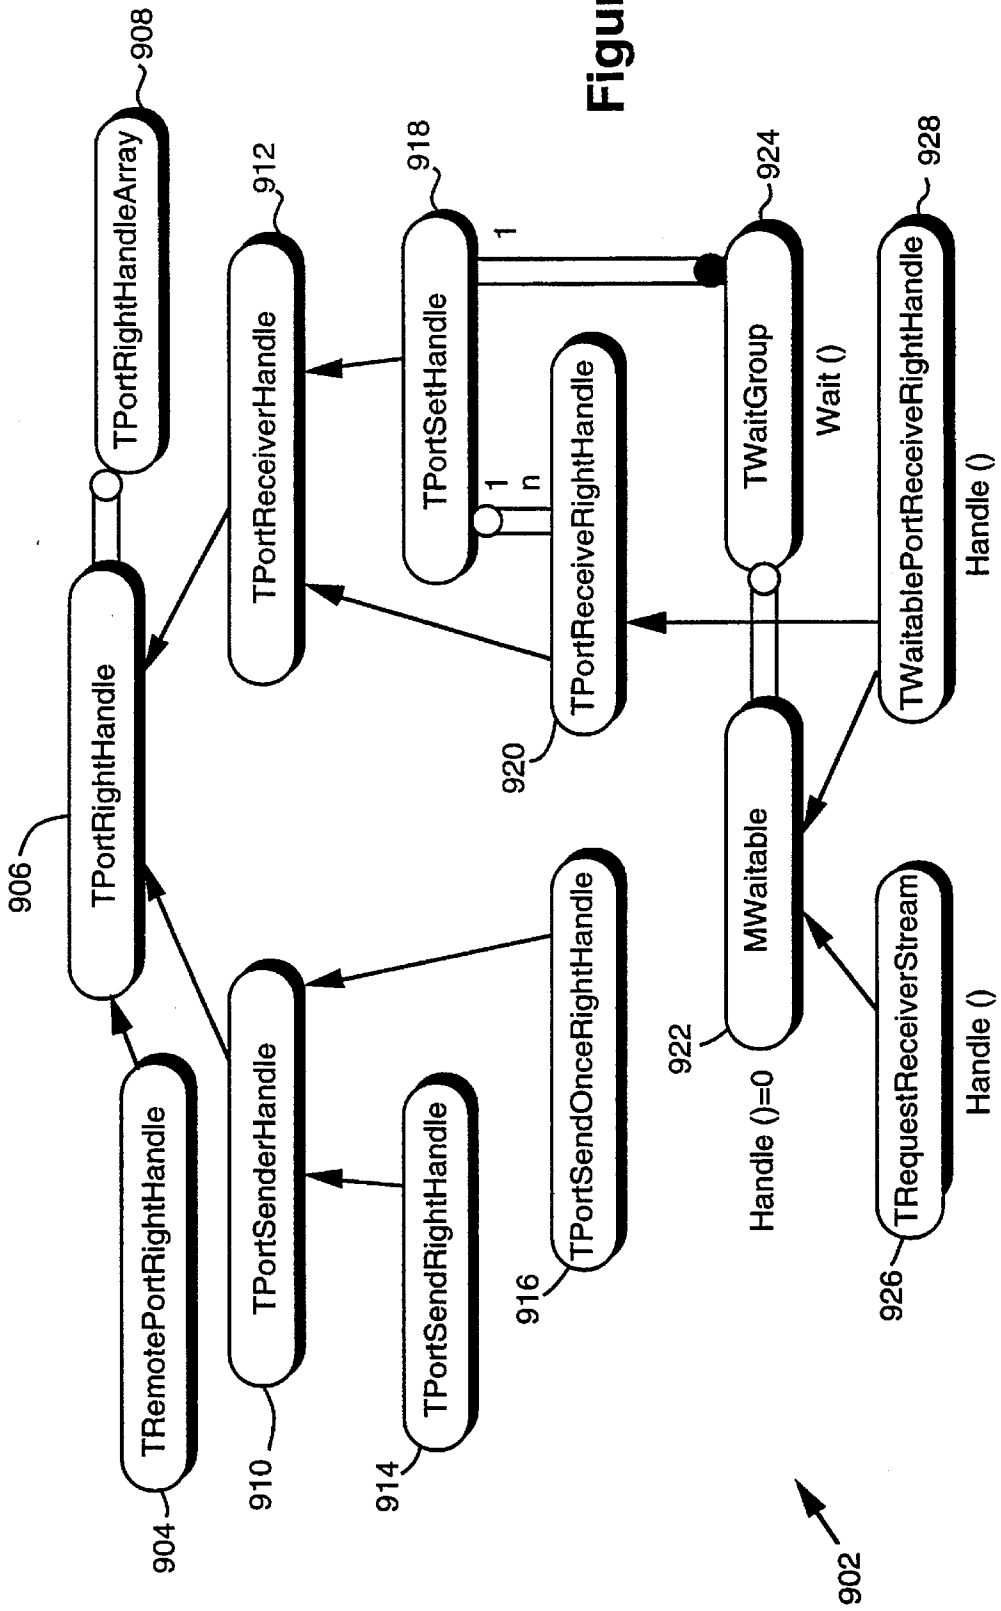 906
TPortRightHandle
TPortRightHandleArray
908
TRemotePortRightHandle
904
TPortSenderHandle
910
TPortReceiverHandle
912
TPortSendRightHandle
914
TPortSetHandle
918
1
1
n
TPortSendOnceRightHandle
916
TPortReceiveRightHandle
920
Figur
922
MWaitable
Handle ()=0
TWaitGroup
924
Wait ()
TRequestReceiverStream
926
Handle ()
TWaitablePortReceiveRightHandle
928
Handle ()
902